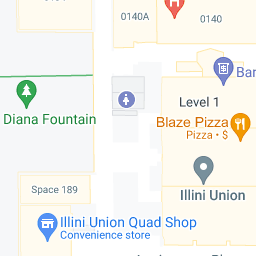 0140A
0140
Bar
Level 1
Diana Fountain
Blaze Pizza
Pizza • $
Illini Union
Space 189
Illini Union Quad Shop
Convenience store